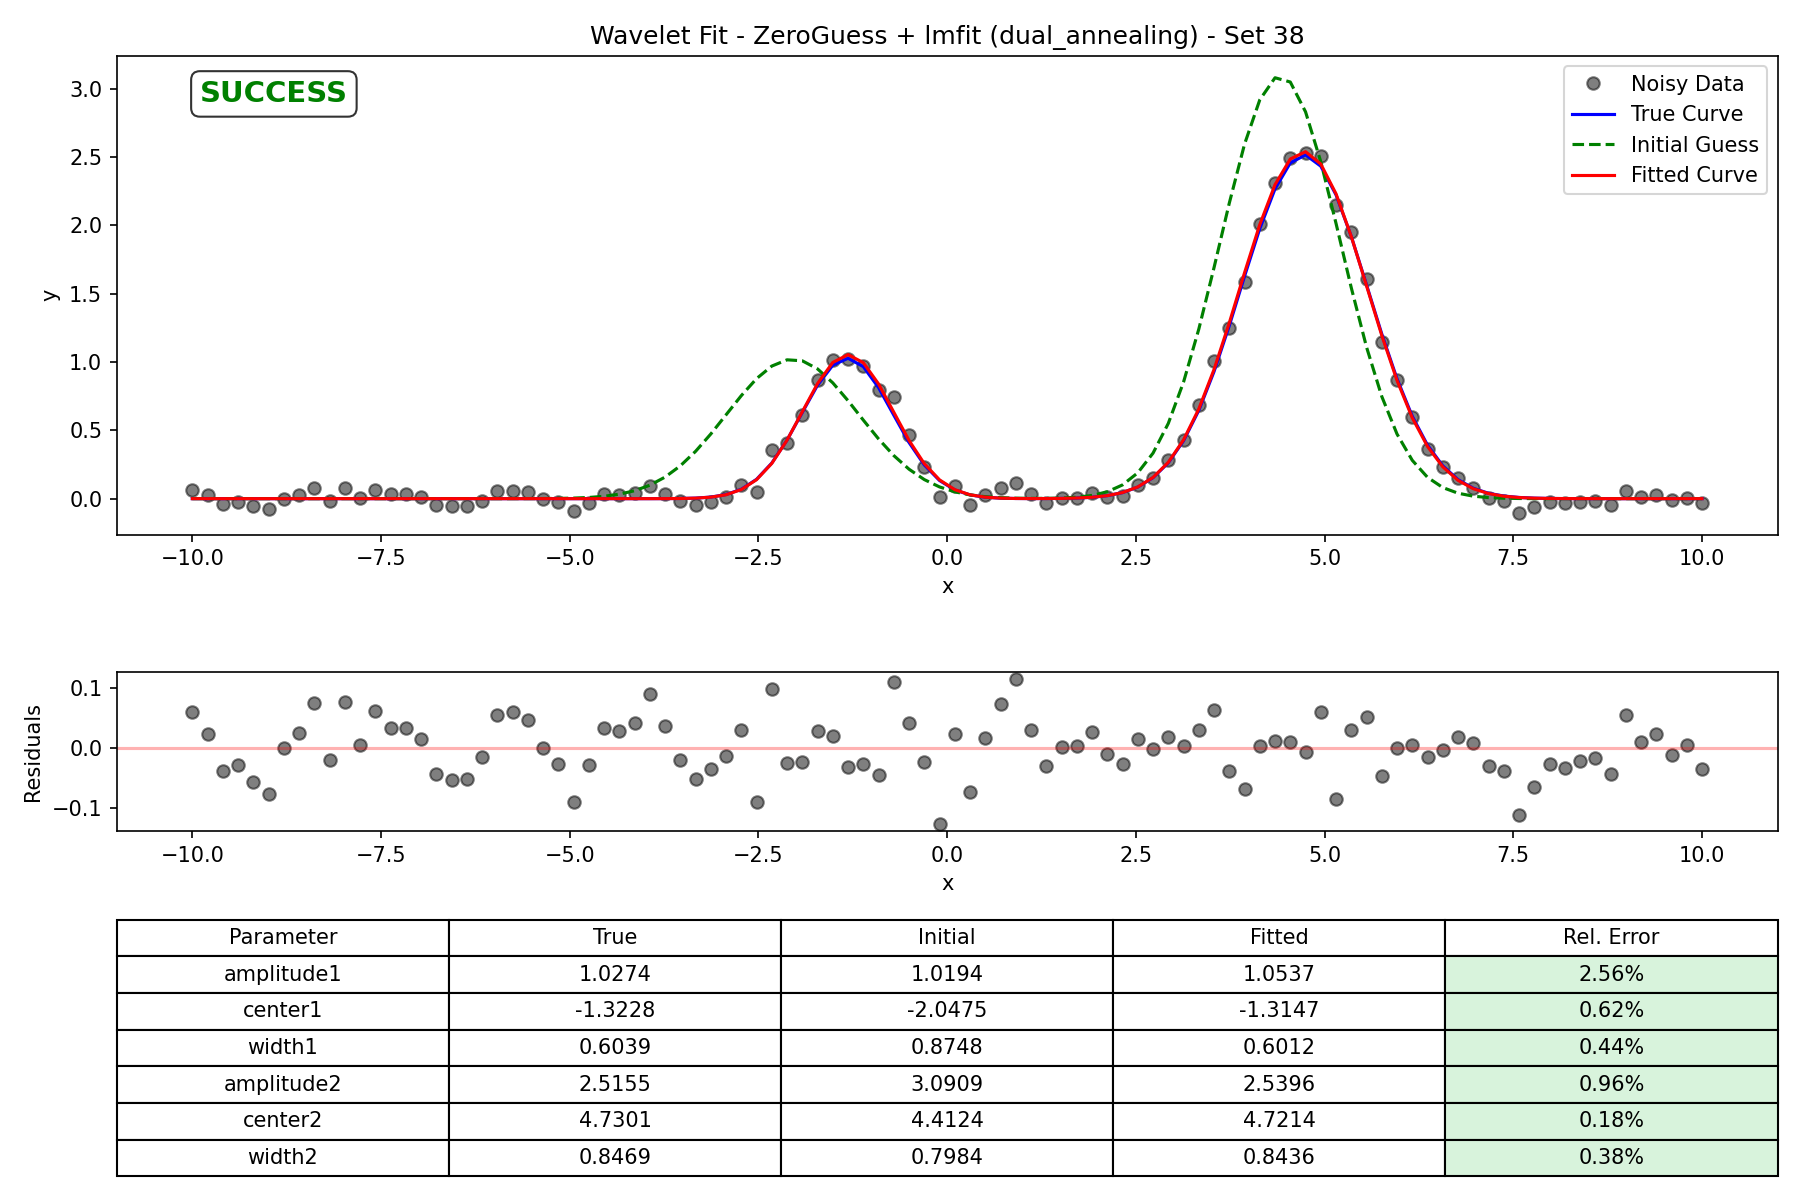 Wavelet Fit - ZeroGuess + lmfit (dual_annealing) - Set 38
SUCCESS
Noisy Data
True Curve
Initial Guess
Fitted Curve
y
3.0
2.5
2.0
1.5
1.0
0.5
0.0
−10.0 −7.5 −5.0 −2.5 0.0 2.5 5.0 7.5 10.0
x
Residuals
0.1
0.0
−0.1
−10.0 −7.5 −5.0 −2.5 0.0 2.5 5.0 7.5 10.0
x
Parameter True Initial Fitted Rel. Error
amplitude1 1.0274 1.0194 1.0537 2.56%
center1 -1.3228 -2.0475 -1.3147 0.62%
width1 0.6039 0.8748 0.6012 0.44%
amplitude2 2.5155 3.0909 2.5396 0.96%
center2 4.7301 4.4124 4.7214 0.18%
width2 0.8469 0.7984 0.8436 0.38%